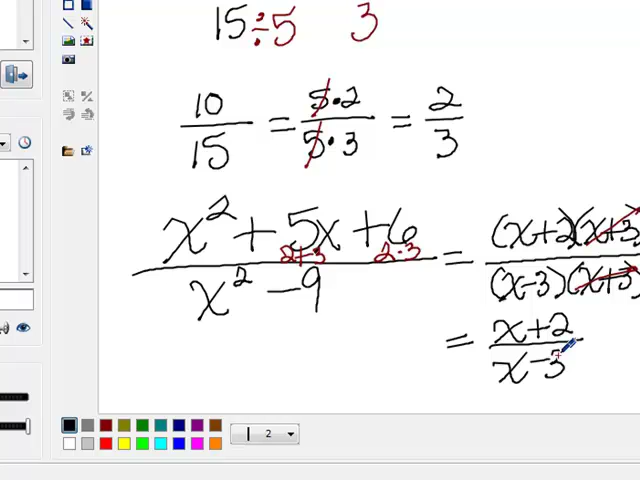 15 ÷ 5 3
10/15 = 5·2/5·3 = 2/3
x² + 5x + 6 / x² - 9 = (x+2)(x+3) / (x-3)(x+3)
2+3 2·3
= x+2 / x-3
2